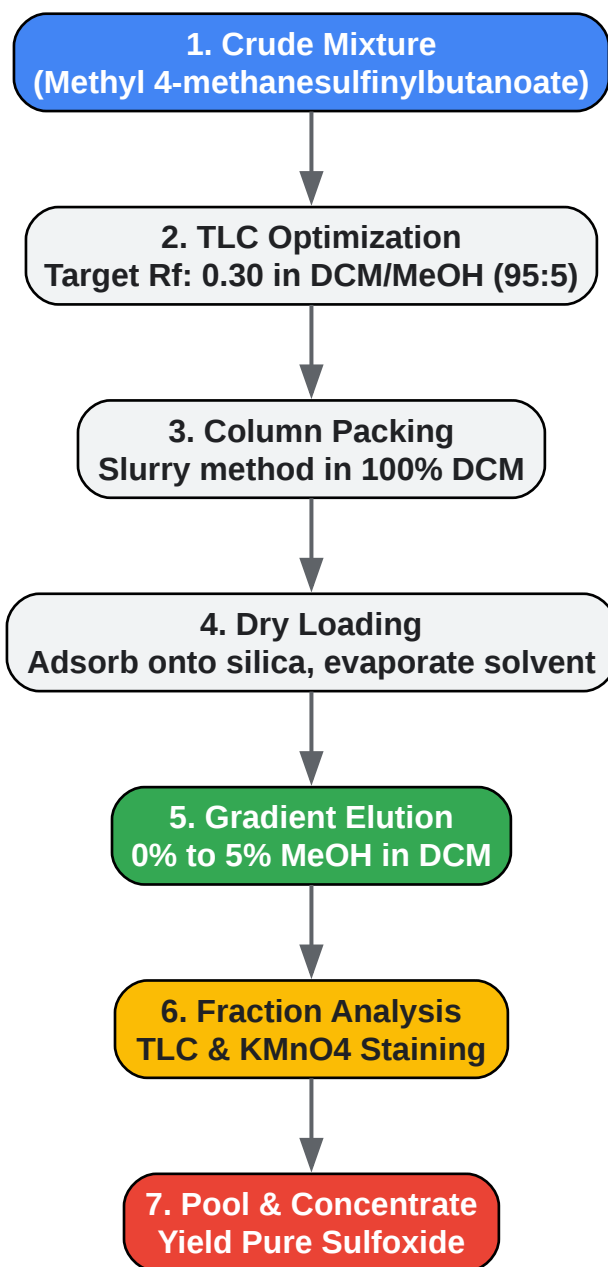 1. Crude Mixture
(Methyl 4-methanesulfinylbutanoate)
2. TLC Optimization
Target Rf: 0.30 in DCM/MeOH (95:5)
3. Column Packing
Slurry method in 100% DCM
4. Dry Loading
Adsorb onto silica, evaporate solvent
5. Gradient Elution
0% to 5% MeOH in DCM
6. Fraction Analysis
TLC & KMnO4 Staining
7. Pool & Concentrate
Yield Pure Sulfoxide